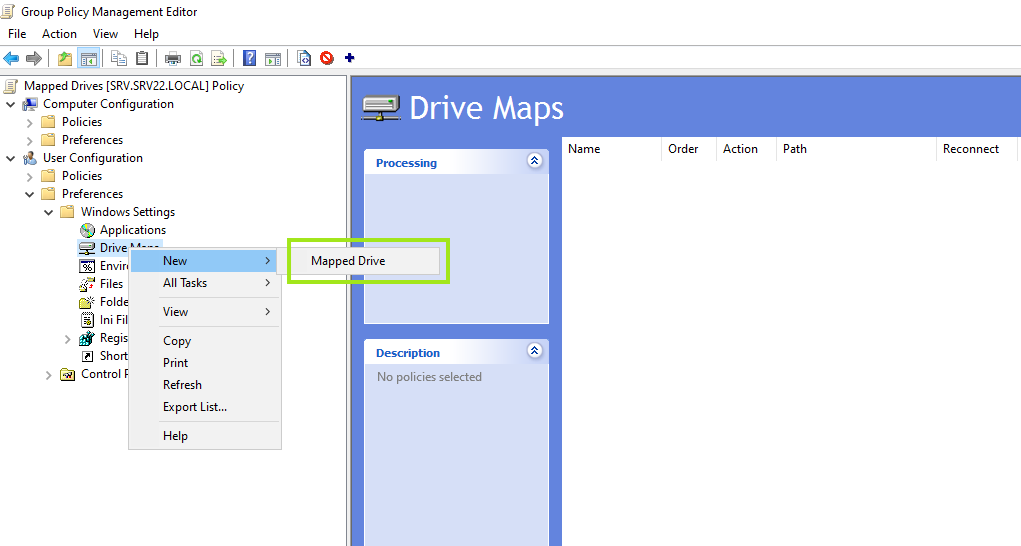 Group Policy Management Editor
File Action View Help
Mapped Drives [SRV.SRV22.LOCAL] Policy
Computer Configuration
Policies
Preferences
User Configuration
Policies
Preferences
Windows Settings
Applications
Drive Maps
Enviro
Files
Folde
Ini Fil
Regis
Short
Control P
New
All Tasks
View
Copy
Print
Refresh
Export List...
Help
Mapped Drive
Drive Maps
Processing
Description
No policies selected
Name Order Action Path Reconnect